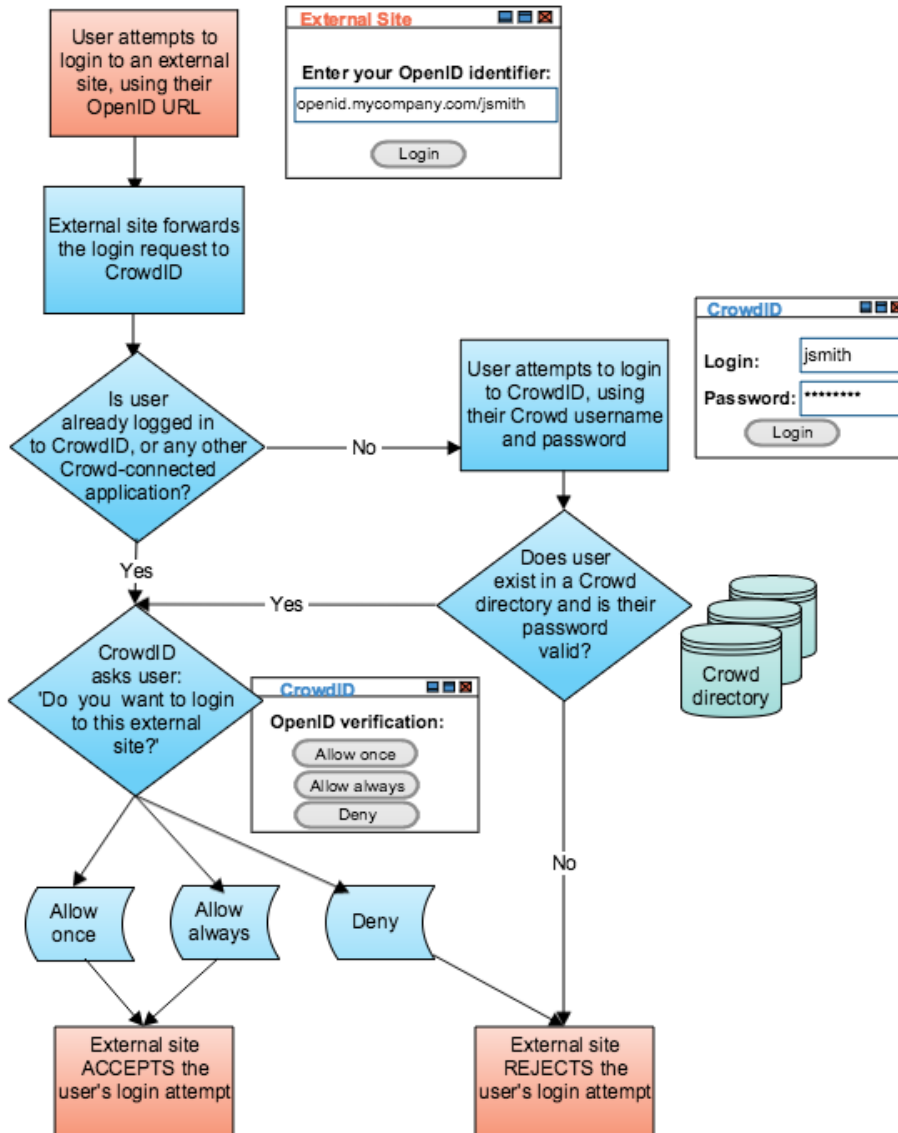 User attempts to
login to an external
site, using their
OpenID URL
External Site
Enter your OpenID identifier:
openid.mycompany.com/jsmith
Login
External site forwards
the login request to
CrowdID
Is user
already logged in
to CrowdID, or any other
Crowd-connected
application?
No
User attempts to login
to CrowdID, using
their Crowd username
and password
CrowdID
Login:
jsmith
Password:
********
Login
Yes
Does user
exist in a Crowd
directory and is their
password
valid?
Yes
Crowd
directory
CrowdID
asks user:
'Do you want to login
to this external
site?'
CrowdID
OpenID verification:
Allow once
Allow always
Deny
No
Allow
once
Allow
always
Deny
External site
ACCEPTS the
user's login attempt
External site
REJECTS the
user's login attempt